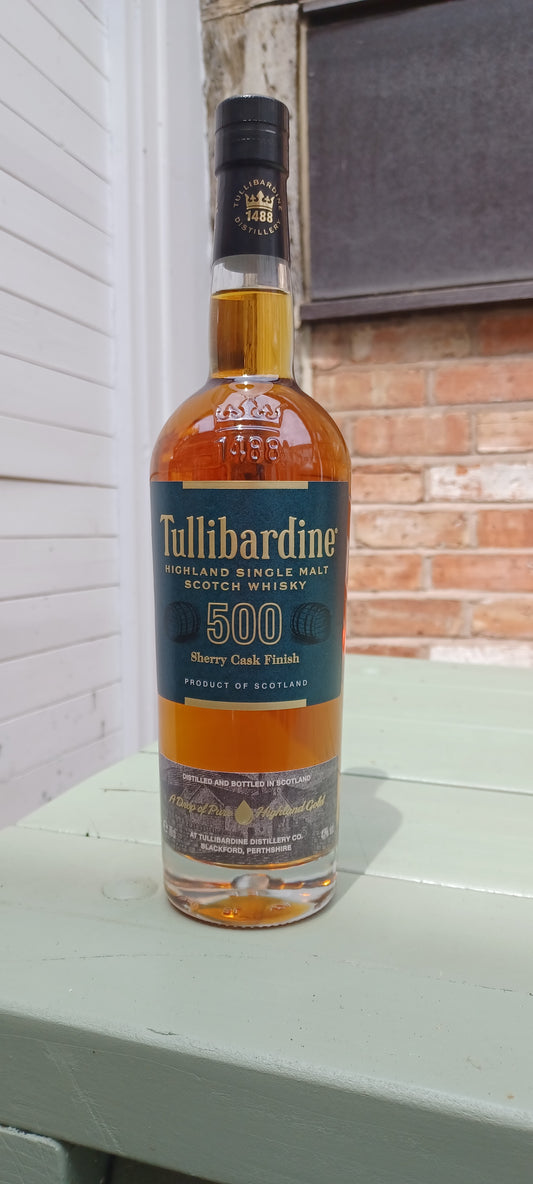 TULLIBARDINE
1488
DISTILLERY
1488
Tullibardine®
HIGHLAND SINGLE MALT
SCOTCH WHISKY
500
Sherry Cask Finish
PRODUCT OF SCOTLAND
DISTILLED AND BOTTLED IN SCOTLAND
A Drop of Pure Highland Gold
AT TULLIBARDINE DISTILLERY CO.
BLACKFORD, PERTHSHIRE